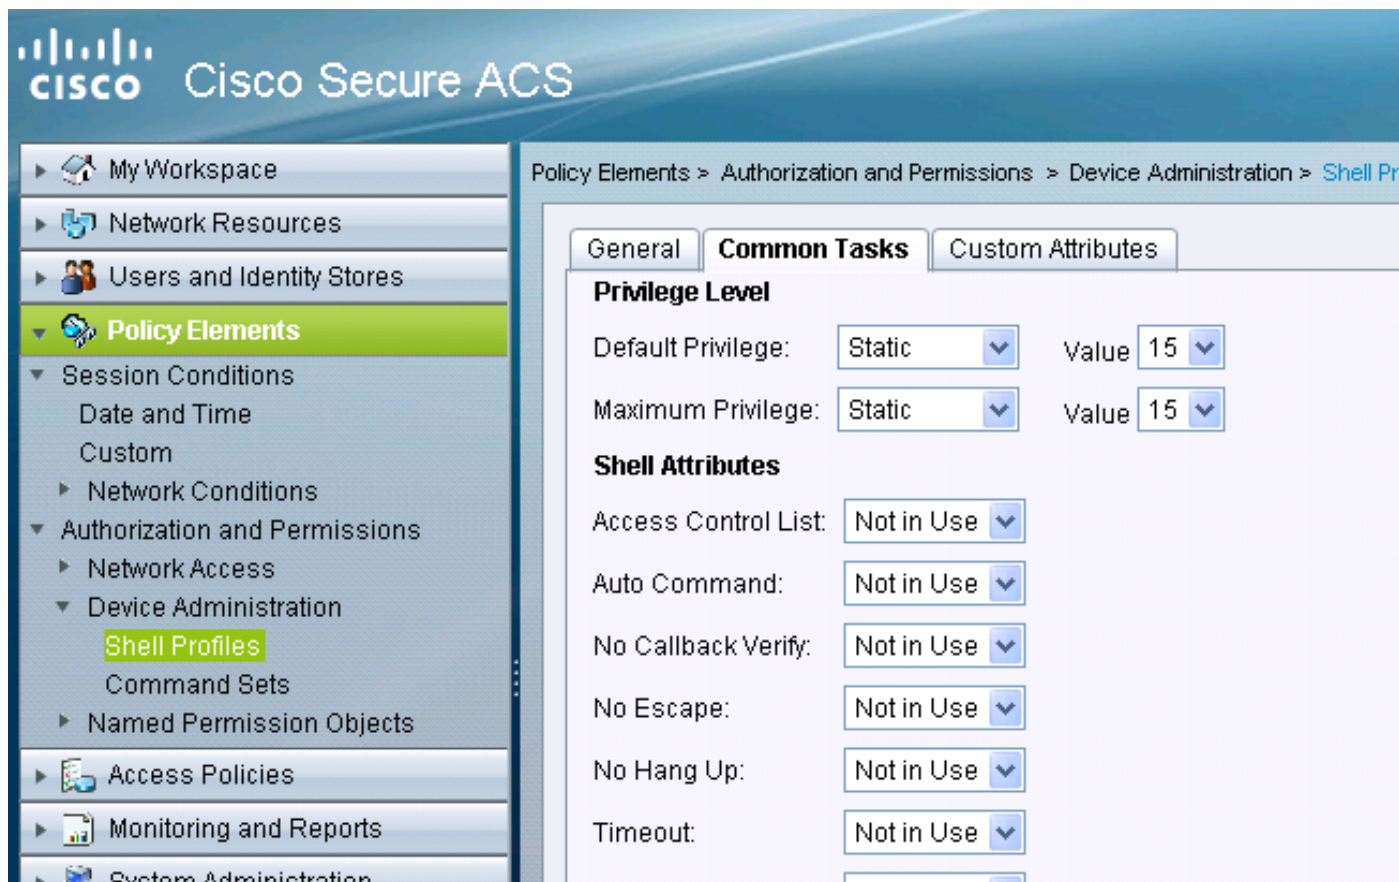 CISCO
Cisco Secure ACS
My Workspace
Network Resources
Users and Identity Stores
Policy Elements
Session Conditions
Date and Time
Custom
Network Conditions
Authorization and Permissions
Network Access
Device Administration
Shell Profiles
Command Sets
Named Permission Objects
Access Policies
Monitoring and Reports
System Administration
Policy Elements > Authorization and Permissions > Device Administration > Shell Pr
General
Common Tasks
Custom Attributes
Privilege Level
Default Privilege: Static Value 15
Maximum Privilege: Static Value 15
Shell Attributes
Access Control List: Not in Use
Auto Command: Not in Use
No Callback Verify: Not in Use
No Escape: Not in Use
No Hang Up: Not in Use
Timeout: Not in Use